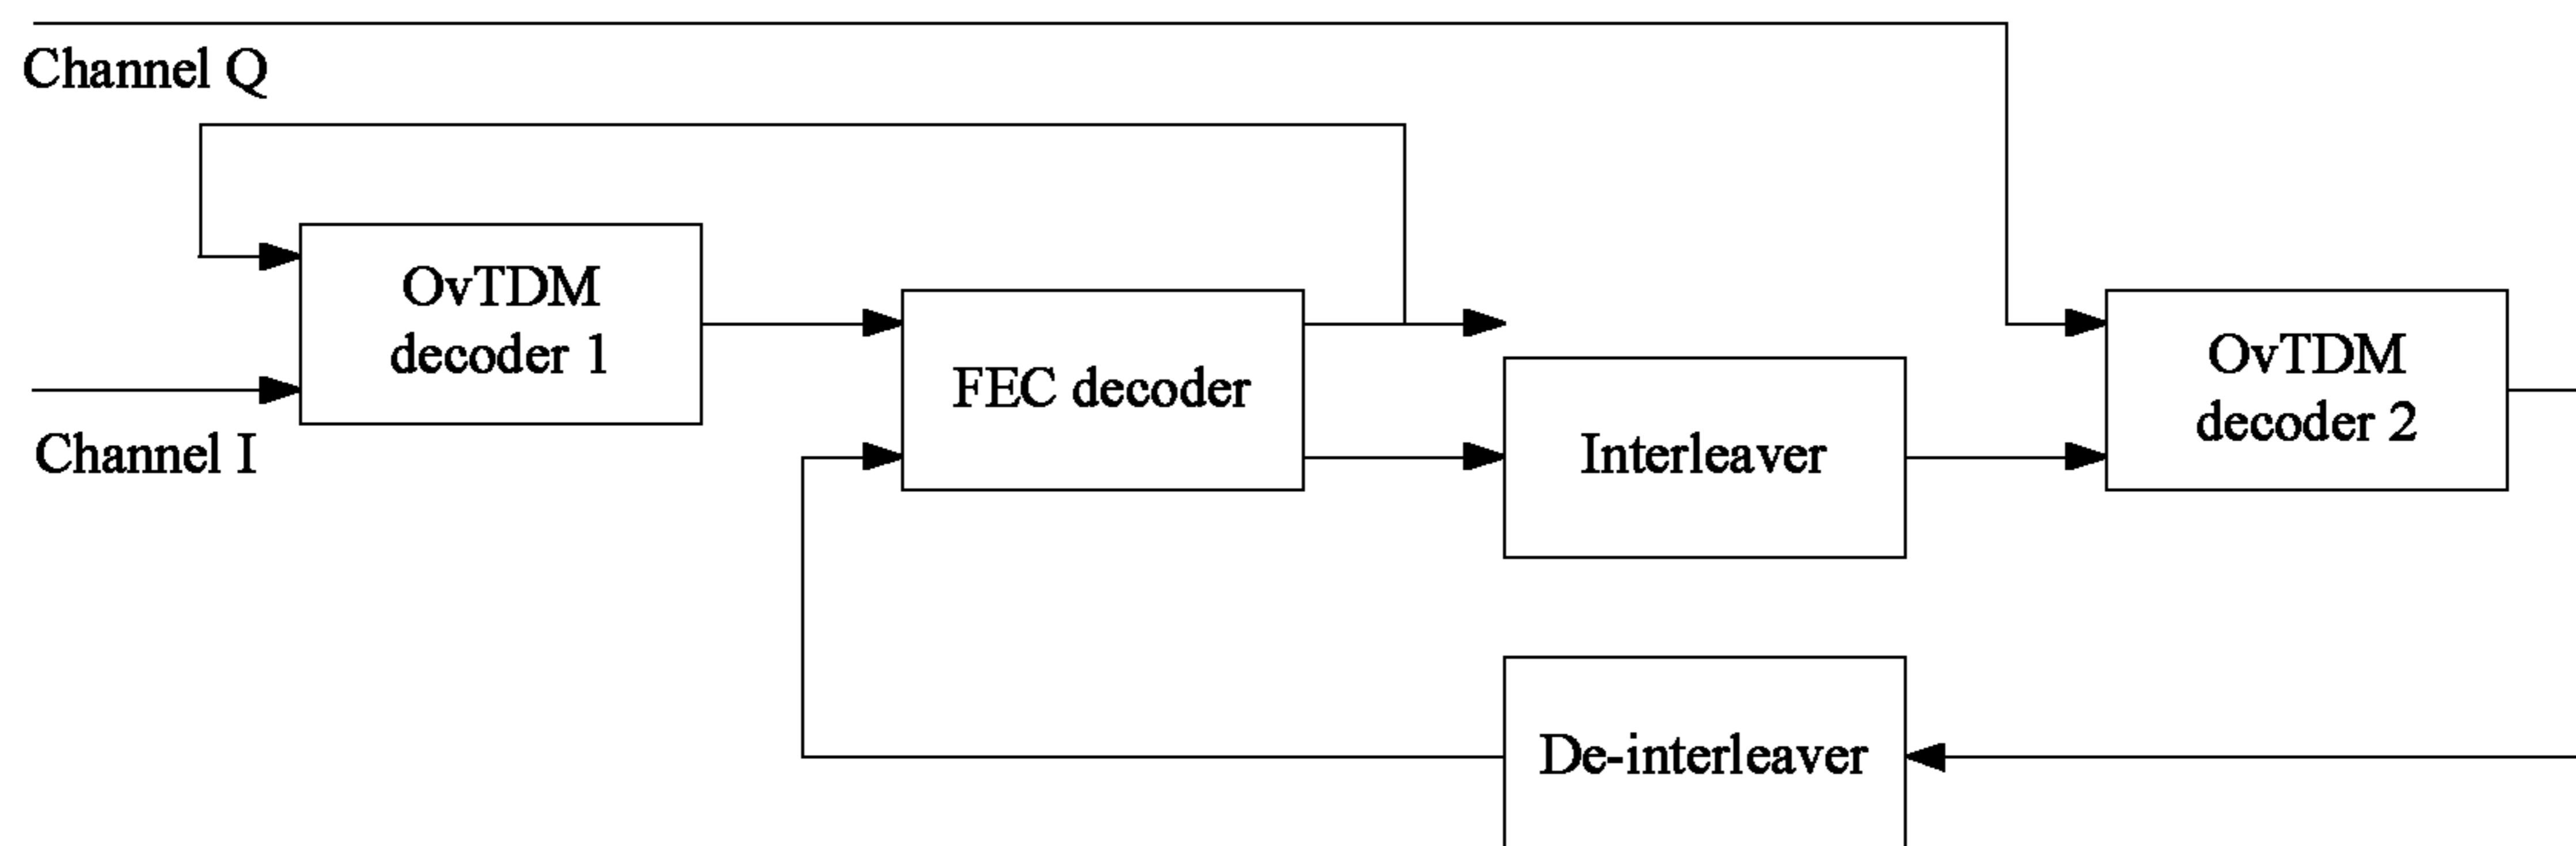 Channel Q
OvTDM
decoder 1
Channel I
FEC decoder
Interleaver
OvTDM
decoder 2
De-interleaver